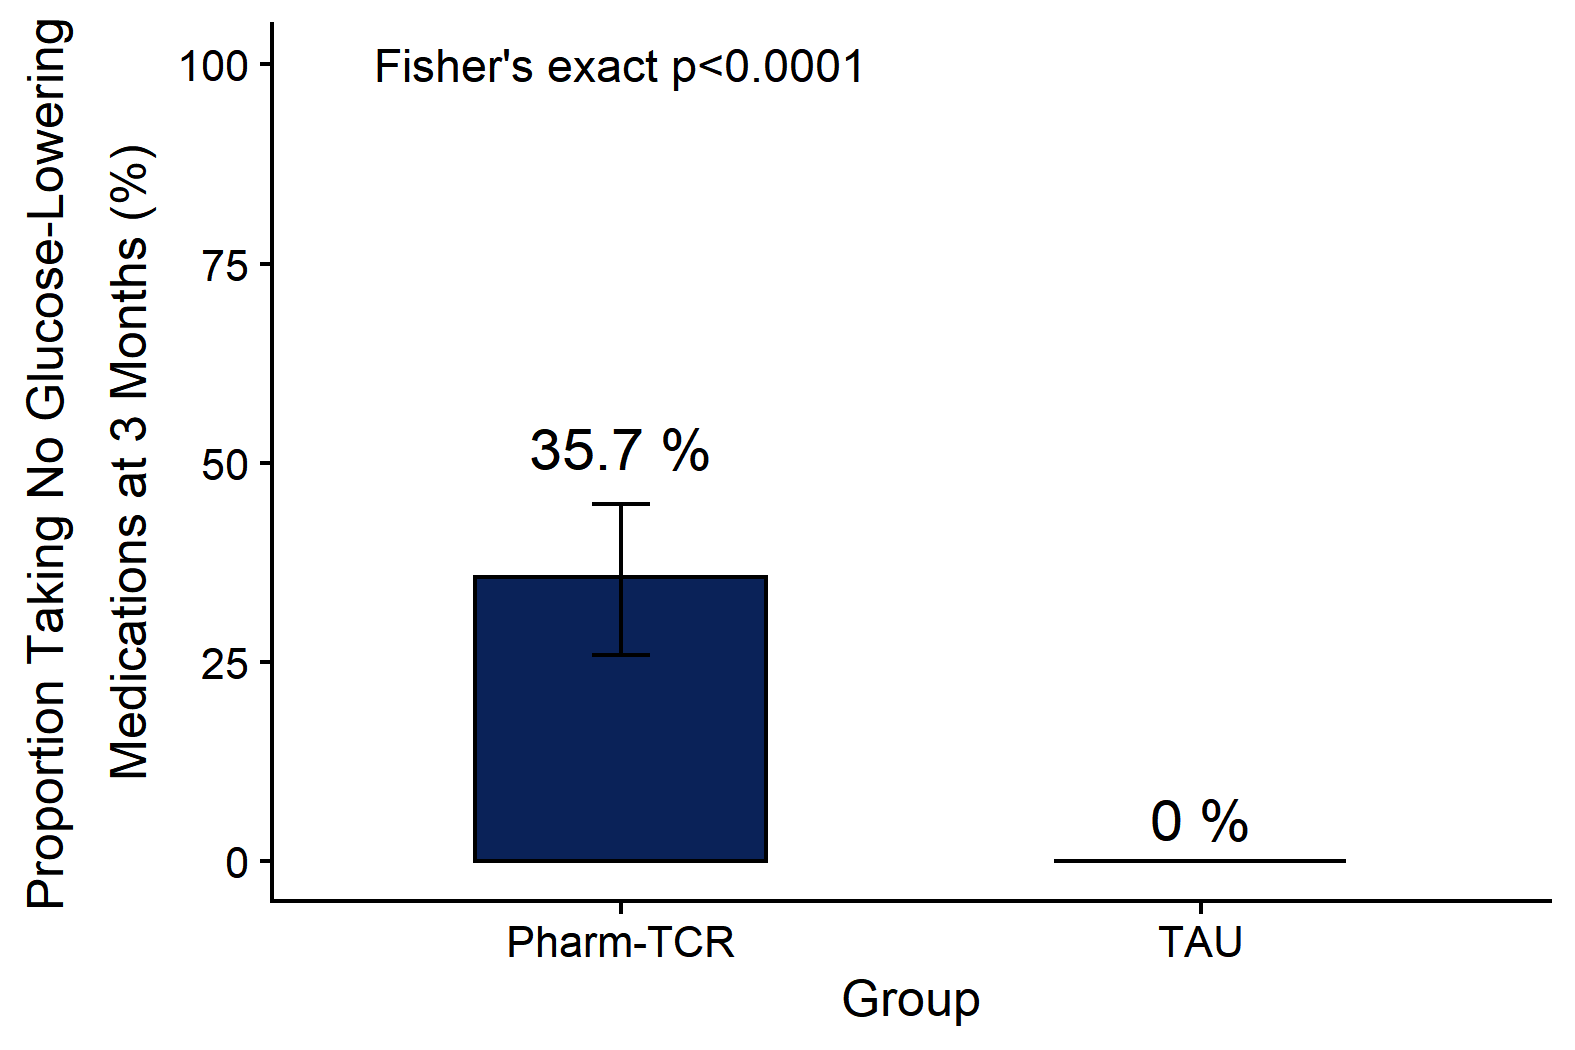 Proportion Taking No Glucose-Lowering
Medications at 3 Months (%)
100
75
50
25
0
Fisher's exact p<0.0001
35.7 %
0 %
Pharm-TCR
TAU
Group